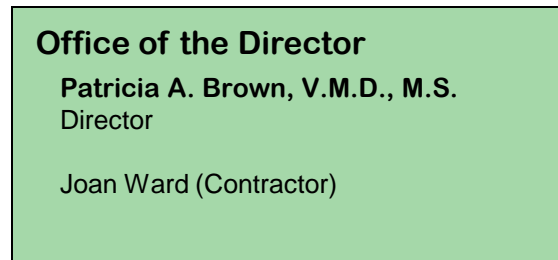 Office of the Director
Patricia A. Brown, V.M.D., M.S.
Director
Joan Ward (Contractor)